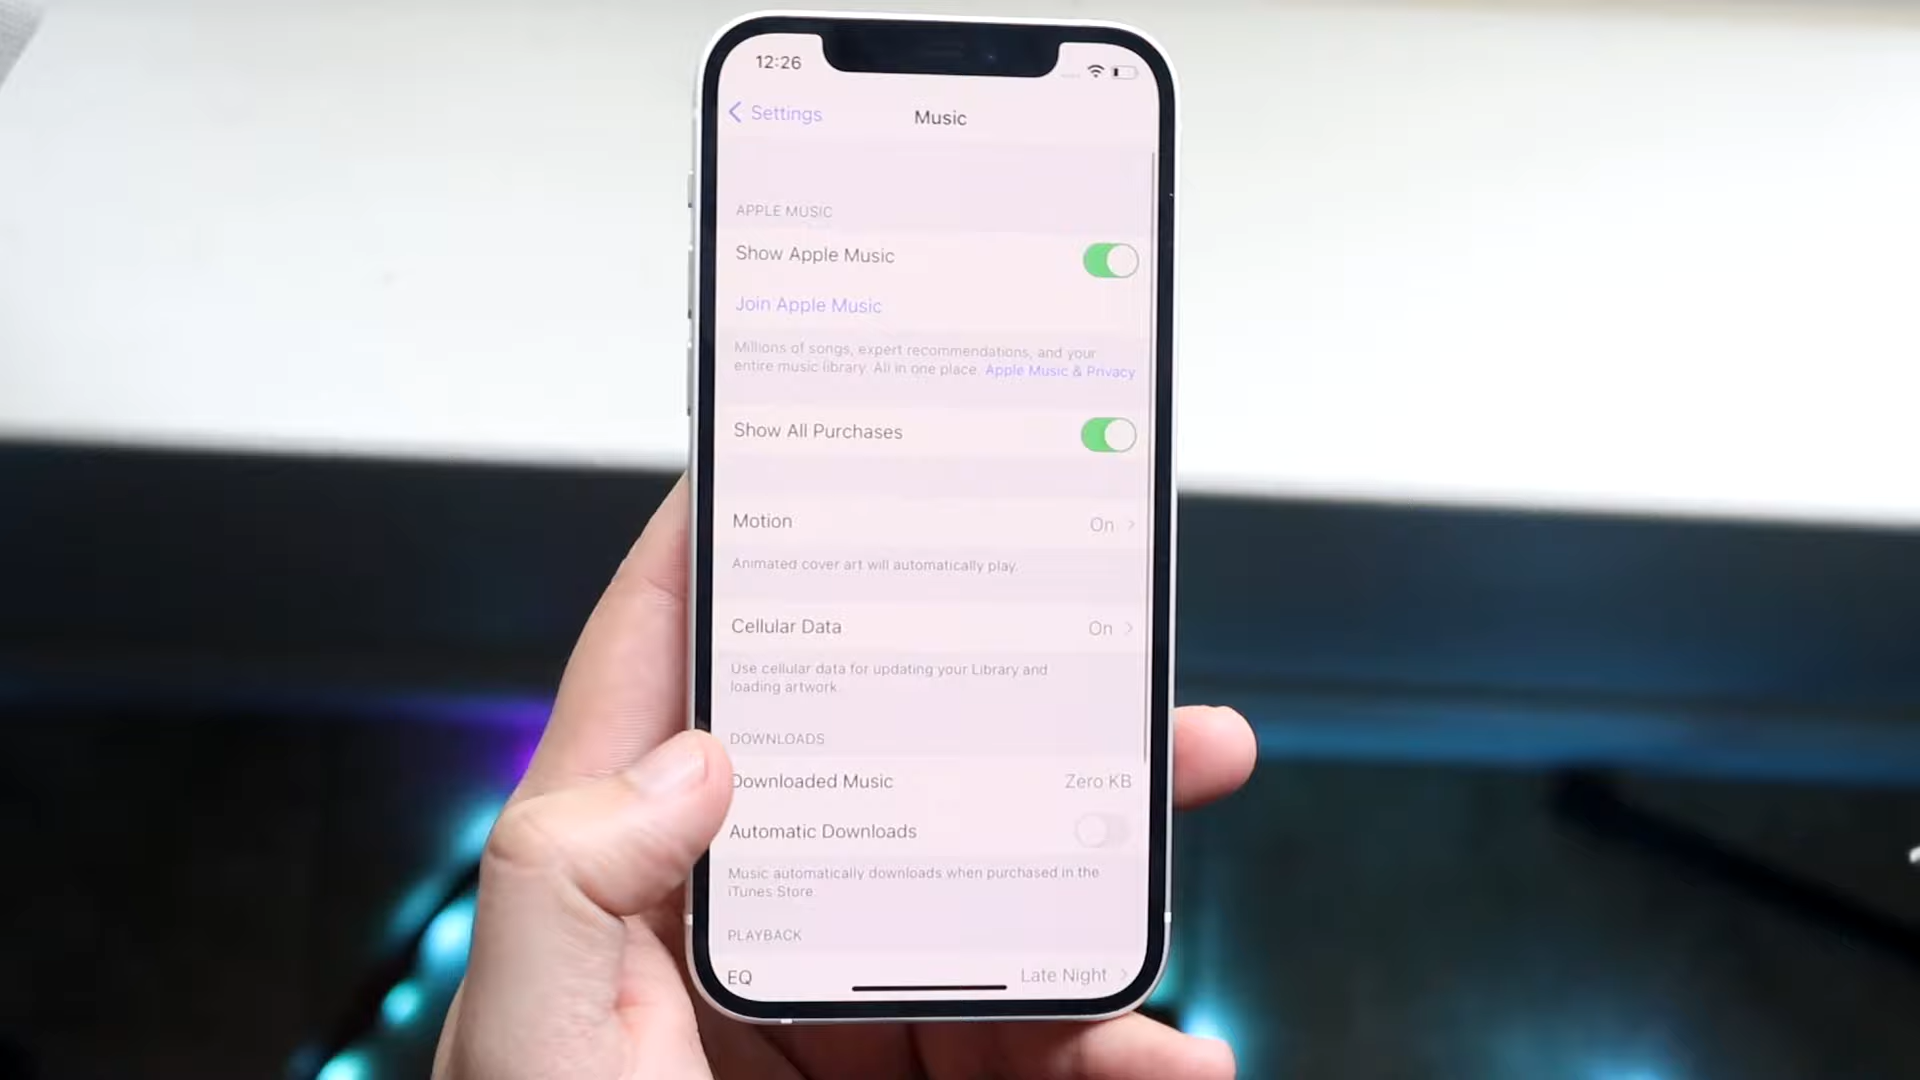 12:26
Settings
Music
APPLE MUSIC
Show Apple Music
Join Apple Music
Millions of songs, expert recommendations, and your
entire music library. All in one place. Apple Music & Privacy
Show All Purchases
Motion On
Animated cover art will automatically play.
Cellular Data On
Use cellular data for updating your Library and
loading artwork
DOWNLOADS
Downloaded Music Zero KB
Automatic Downloads
Music automatically downloads when purchased in the
iTunes Store
PLAYBACK
EQ Late Night